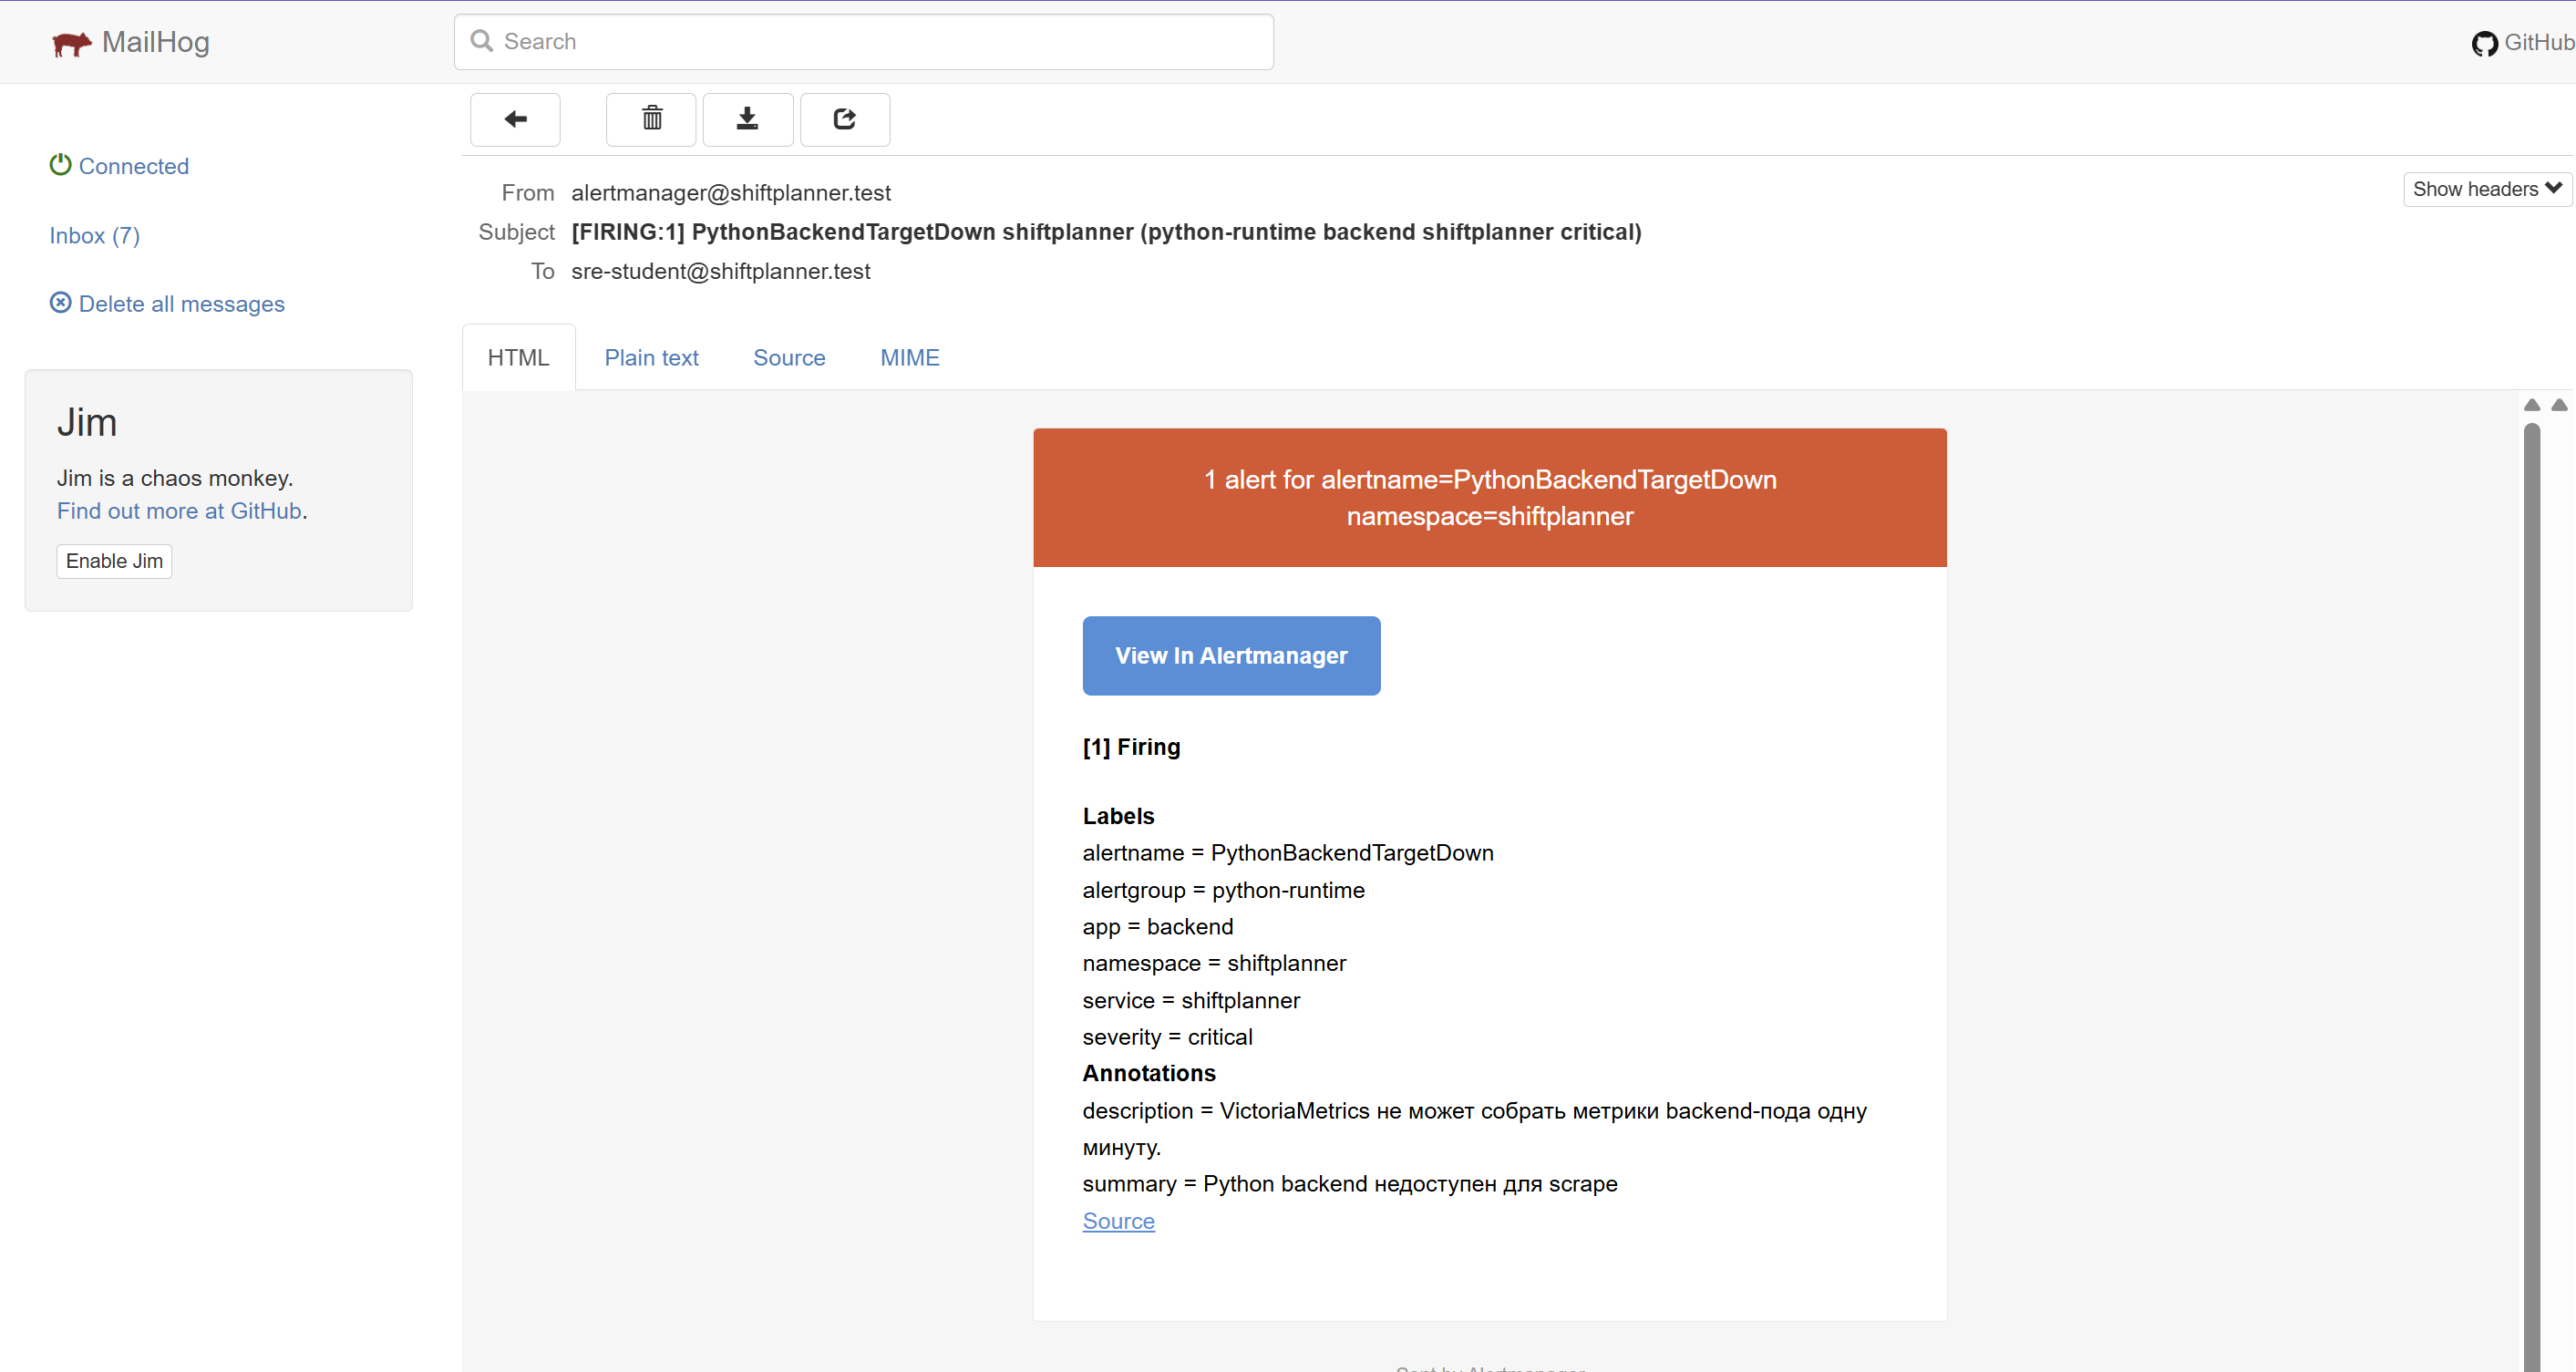 MailHog
Search
GitHub
Connected
Inbox (7)
Delete all messages
Jim
Jim is a chaos monkey.
Find out more at GitHub.
Enable Jim
From alertmanager@shiftplanner.test
Show headers
Subject [FIRING:1] PythonBackendTargetDown shiftplanner (python-runtime backend shiftplanner critical)
To sre-student@shiftplanner.test
HTML Plain text Source MIME
1 alert for alertname=PythonBackendTargetDown
namespace=shiftplanner
View In Alertmanager
[1] Firing
Labels
alertname = PythonBackendTargetDown
alertgroup = python-runtime
app = backend
namespace = shiftplanner
service = shiftplanner
severity = critical
Annotations
description = VictoriaMetrics не может собрать метрики backend-пода одну
минуту.
summary = Python backend недоступен для scrape
Source
Sent by Alertmanager